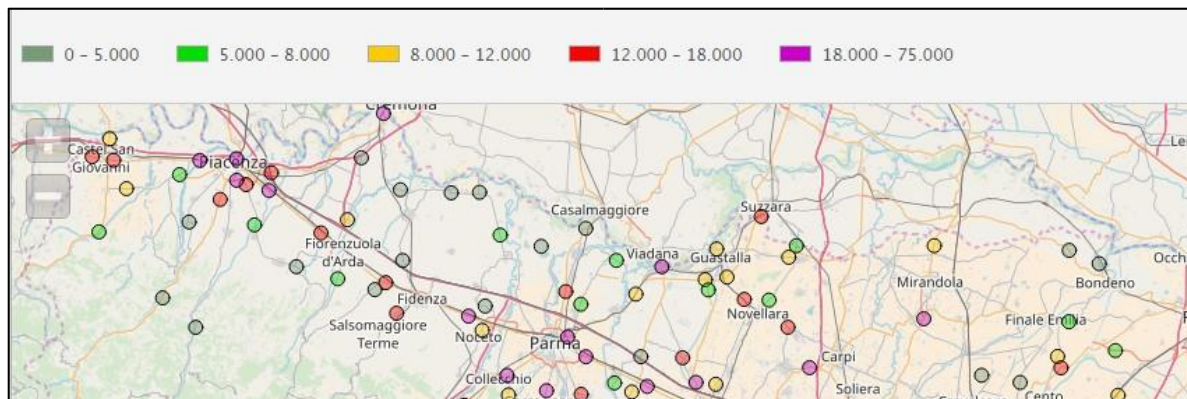 0 – 5.000 5.000 – 8.000 8.000 – 12.000 12.000 – 18.000 18.000 – 75.000
Cremona
Castel San
Giovanni
Piacenza
Casalmaggiore
Suzzara
Fiorenzuola
d'Arda
Viadana
Guastalla
Mirandola
Bondeno
Fidenza
Salsomaggiore
Terme
Noceto
Novellara
Finale Emilia
Parma
Carpi
Collecchio
Soliera
Cento